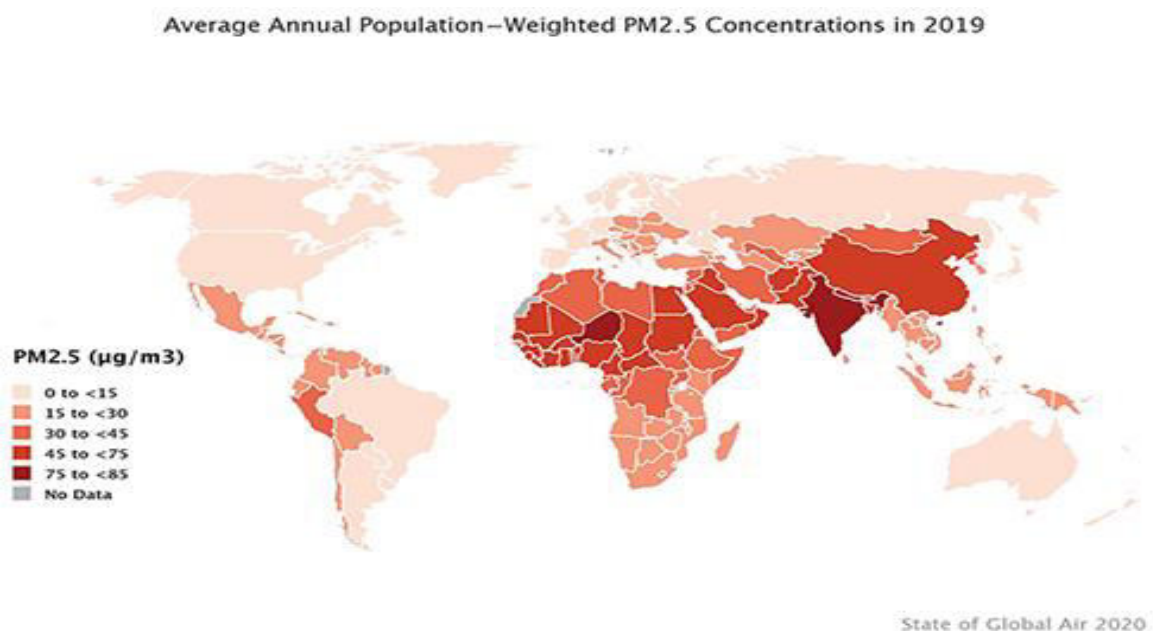 Average Annual Population–Weighted PM2.5 Concentrations in 2019
PM2.5 (µg/m3)
0 to <15
15 to <30
30 to <45
45 to <75
75 to <85
No Data
State of Global Air 2020